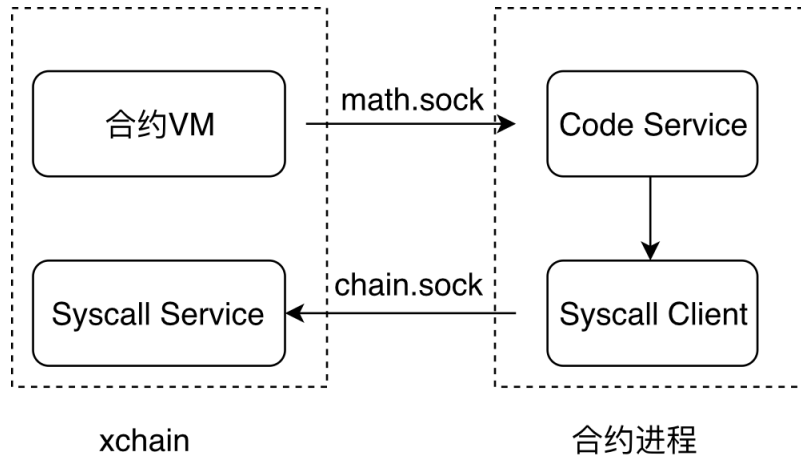 合约VM
math.sock
Code Service
Syscall Service
chain.sock
Syscall Client
xchain
合约进程